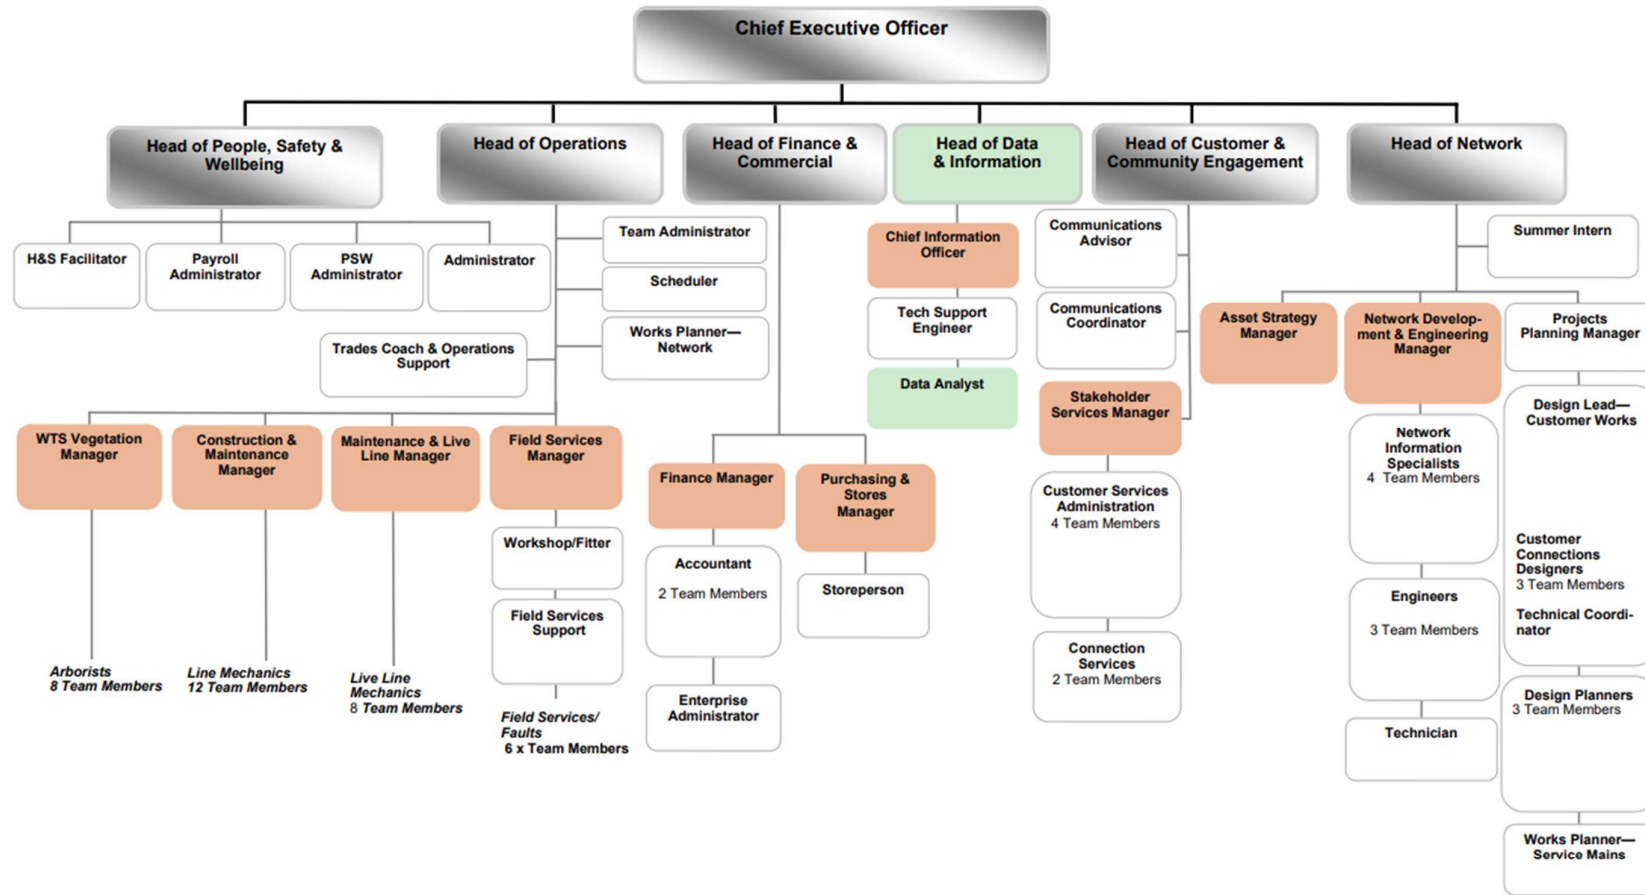 Chief Executive Officer
Head of People, Safety &
Wellbeing
Head of Operations
Head of Finance &
Commercial
Head of Data
& Information
Head of Customer &
Community Engagement
Head of Network
H&S Facilitator
Payroll
Administrator
PSW
Administrator
Administrator
Team Administrator
Scheduler
Works Planner—
Network
Trades Coach & Operations
Support
WTS Vegetation
Manager
Construction &
Maintenance
Manager
Maintenance & Live
Line Manager
Field Services
Manager
Arborists
8 Team Members
Line Mechanics
12 Team Members
Live Line
Mechanics
8 Team Members
Workshop/Fitter
Field Services
Support
Field Services/
Faults
6 x Team Members
Finance Manager
Accountant
2 Team Members
Enterprise
Administrator
Purchasing &
Stores
Manager
Storeperson
Chief Information
Officer
Tech Support
Engineer
Data Analyst
Communications
Advisor
Communications
Coordinator
Stakeholder
Services Manager
Customer Services
Administration
4 Team Members
Connection
Services
2 Team Members
Summer Intern
Asset Strategy
Manager
Network Develop-
ment & Engineering
Manager
Network
Information
Specialists
4 Team Members
Engineers
3 Team Members
Technician
Projects
Planning Manager
Design Lead—
Customer Works
Customer
Connections
Designers
3 Team Members
Technical Coordi-
nator
Design Planners
3 Team Members
Works Planner—
Service Mains